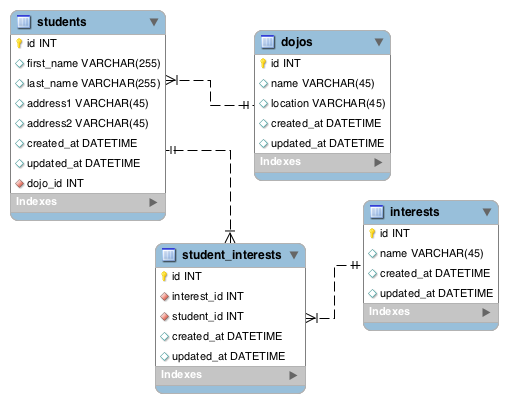 students
id INT
first_name VARCHAR(255)
last_name VARCHAR(255)
address1 VARCHAR(45)
address2 VARCHAR(45)
created_at DATETIME
updated_at DATETIME
dojo_id INT
Indexes
dojos
id INT
name VARCHAR(45)
location VARCHAR(45)
created_at DATETIME
updated_at DATETIME
Indexes
student_interests
id INT
interest_id INT
student_id INT
created_at DATETIME
updated_at DATETIME
Indexes
interests
id INT
name VARCHAR(45)
created_at DATETIME
updated_at DATETIME
Indexes